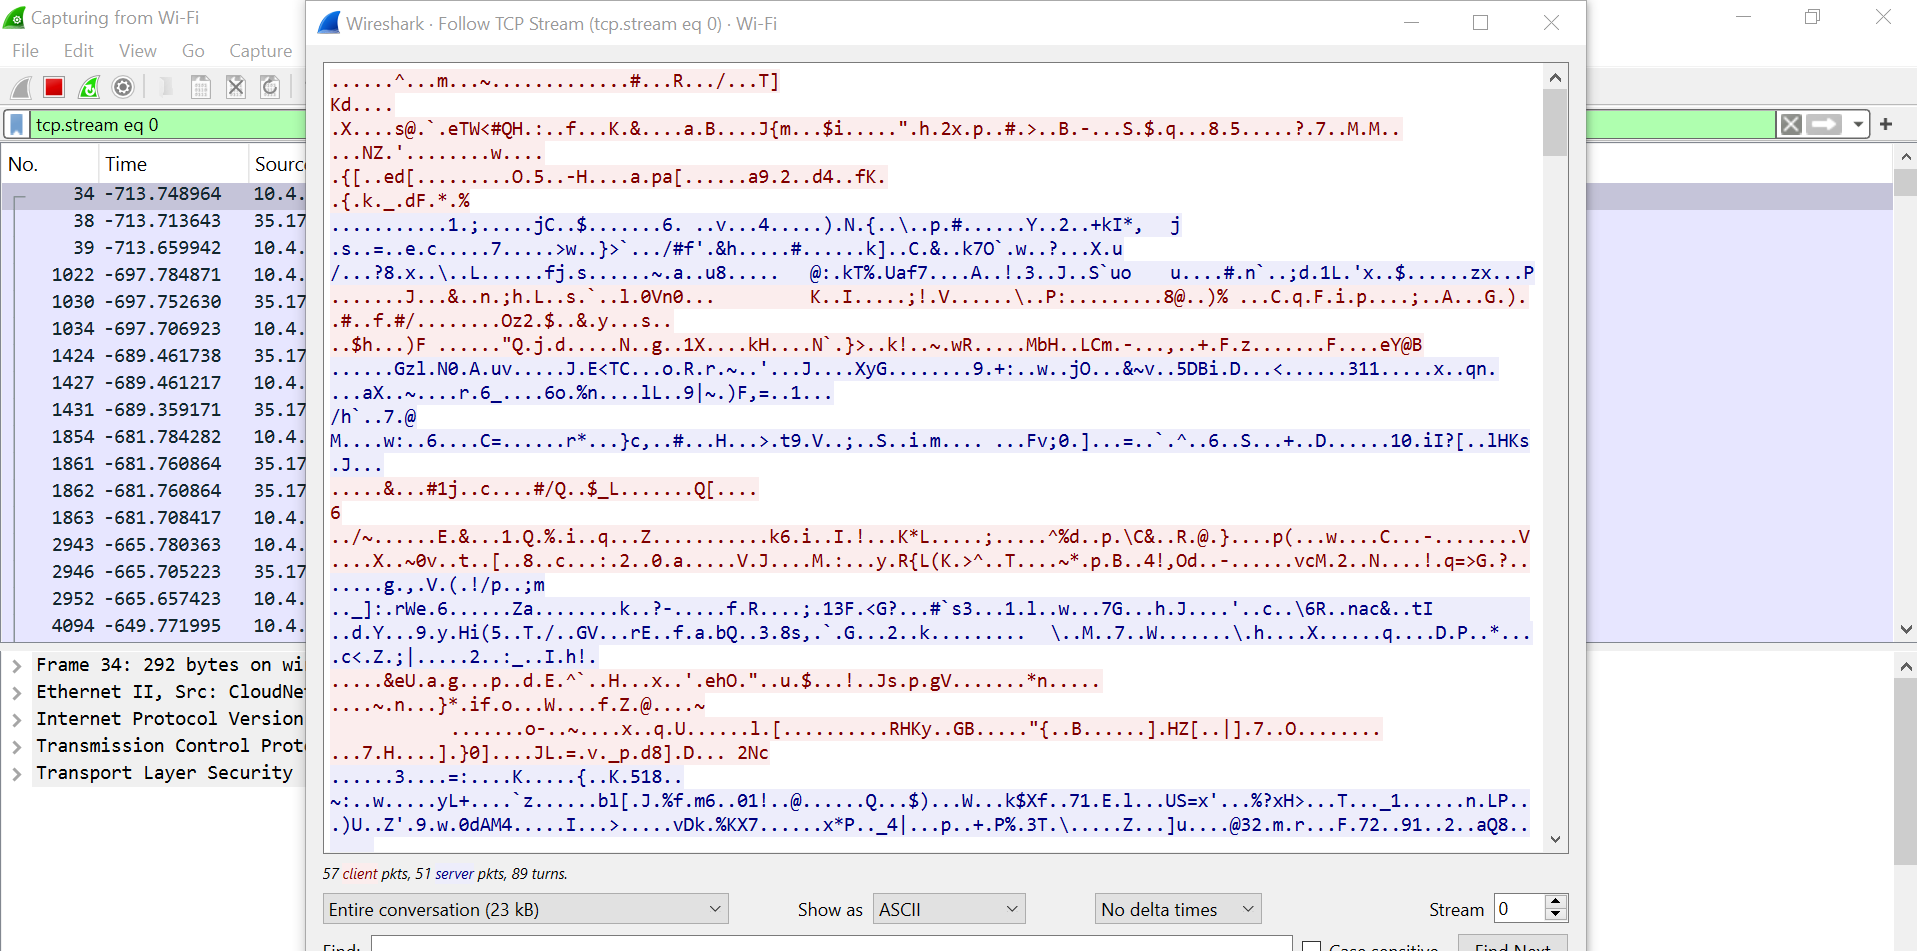 Capturing from Wi-Fi
File Edit View Go Capture
tcp.stream eq 0
No. Time Sourc
34 -713.748964 10.4.
38 -713.713643 35.17
39 -713.659942 10.4.
1022 -697.784871 10.4.
1030 -697.752630 35.17
1034 -697.706923 10.4.
1424 -689.461738 35.17
1427 -689.461217 10.4.
1431 -689.359171 10.4.
1854 -681.784282 10.4.
1861 -681.760864 35.17
1862 -681.760864 35.17
1863 -681.708417 10.4.
2943 -665.780363 10.4.
2946 -665.705223 35.17
2952 -665.657423 10.4.
4094 -649.771995 10.4.
Frame 34: 292 bytes on wi
Ethernet II, Src: CloudNet
Internet Protocol Version
Transmission Control Prot
Transport Layer Security
Wireshark · Follow TCP Stream (tcp.stream eq 0) · Wi-Fi
......^...m...~.............#...R.../...T]
Kd....
.X....s@.`.eTW<#QH.:..f...K.&....a.B....J{m...$i.....".h.2x.p..#.>..B.-...S.$.q...8.5.....?.7..M.M..
...NZ.'........w....
.{[..ed[.........O.5..-H....a.pa[......a9.2..d4..fK.
.{.k._.dF.*.%
...........1.;.....jC..$.......6. ..v...4.....).N.{..\..p.#......Y..2..+kI*, j
.s..=..e.c.....7.....>w..}>`.../#f'.&h.....#......k]..C.&..k7O`.w..?...X.u
/...?8.x..\..L......fj.s......~.a..u8..... @:.kT%.Uaf7....A..!.3..J..S`uo u....#.n`..;d.1L.'x..$......zx...P
.......J...&..n.;h.L..s.`..l.0Vn0... K..I.....;!.V......\..P:.........8@..)% ...C.q.F.i.p....;..A...G.).
.#..f.#/........Oz2.$..&.y...s..
..$h...)F ......"Q.j.d.....N..g..1X....kH....N`.}>..k!..~.wR.....MbH..LCm.-...,..+.F.z.......F....eY@B
......Gzl.N0.A.uv.....J.E<TC...o.R.r.~..'...J....XyG........9.+:..w..jO...&~v..5DBi.D...<......311.....x..qn.
...aX..~....r.6_....6o.%n....lL..9|~.)F,=..1...
/h`..7.@
M....w:..6....C=......r*...}c,..#...H...>.t9.V..;..S..i.m.... ...Fv;0.]...=..`.^..6..S...+..D......10.iI?[..lHKs
.J...
.....&...#1j..c....#/Q..$_L.......Q[....
6
../~......E.&...1.Q.%.i..q...Z...........k6.i..I.!...K*L.....;.....^%d..p.\C&..R.@.}....p(...w....C...-........V
....X..~0v..t..[..8..c...:.2..0.a.....V.J....M.:...y.R{L(K.>^..T....~*.p.B..4!,Od..-......vcM.2..N....!.q=>G.?..
.....g.,.V.(.!/p..;m
.._]:.rWe.6......Za........k..?-.....f.R....;.13F.<G?...#`s3...1.l..w...7G...h.J....'..c..\6R..nac&..tI
..d.Y...9.y.Hi(5..T./..GV...rE..f.a.bQ..3.8s,.`.G...2..k......... \..M..7..W.......\.h....X......q....D.P..*...
.c<.Z.;|.....2..:_..I.h!.
.....&eU.a.g...p..d.E.^`..H...x..'.ehO."..u.$...!..Js.p.gV.......*n.....
....~.n...}*.if.o...W....f.Z.@....~
.......o-..~....x..q.U......l.[..........RHKy..GB....."{..B......].HZ[..|].7..O........
...7.H....].}0]....JL.=.v._p.d8].D... 2Nc
......3....=:....K.....{..K.518..
~:..w.....yL+....`z......bl[.J.%f.m6..01!..@......Q...$)...W...k$Xf..71.E.l...US=x'...%?xH>...T..._1......n.LP..
.)U..Z'.9.w.0dAM4.....I...>.....vDk.%KX7......x*P.._4|...p..+.P%.3T.\.....Z...]u....@32.m.r...F.72..91..2..aQ8..
57 client pkts, 51 server pkts, 89 turns.
Entire conversation (23 kB) Show as ASCII No delta times Stream 0
Find: Case sensitive Find Next